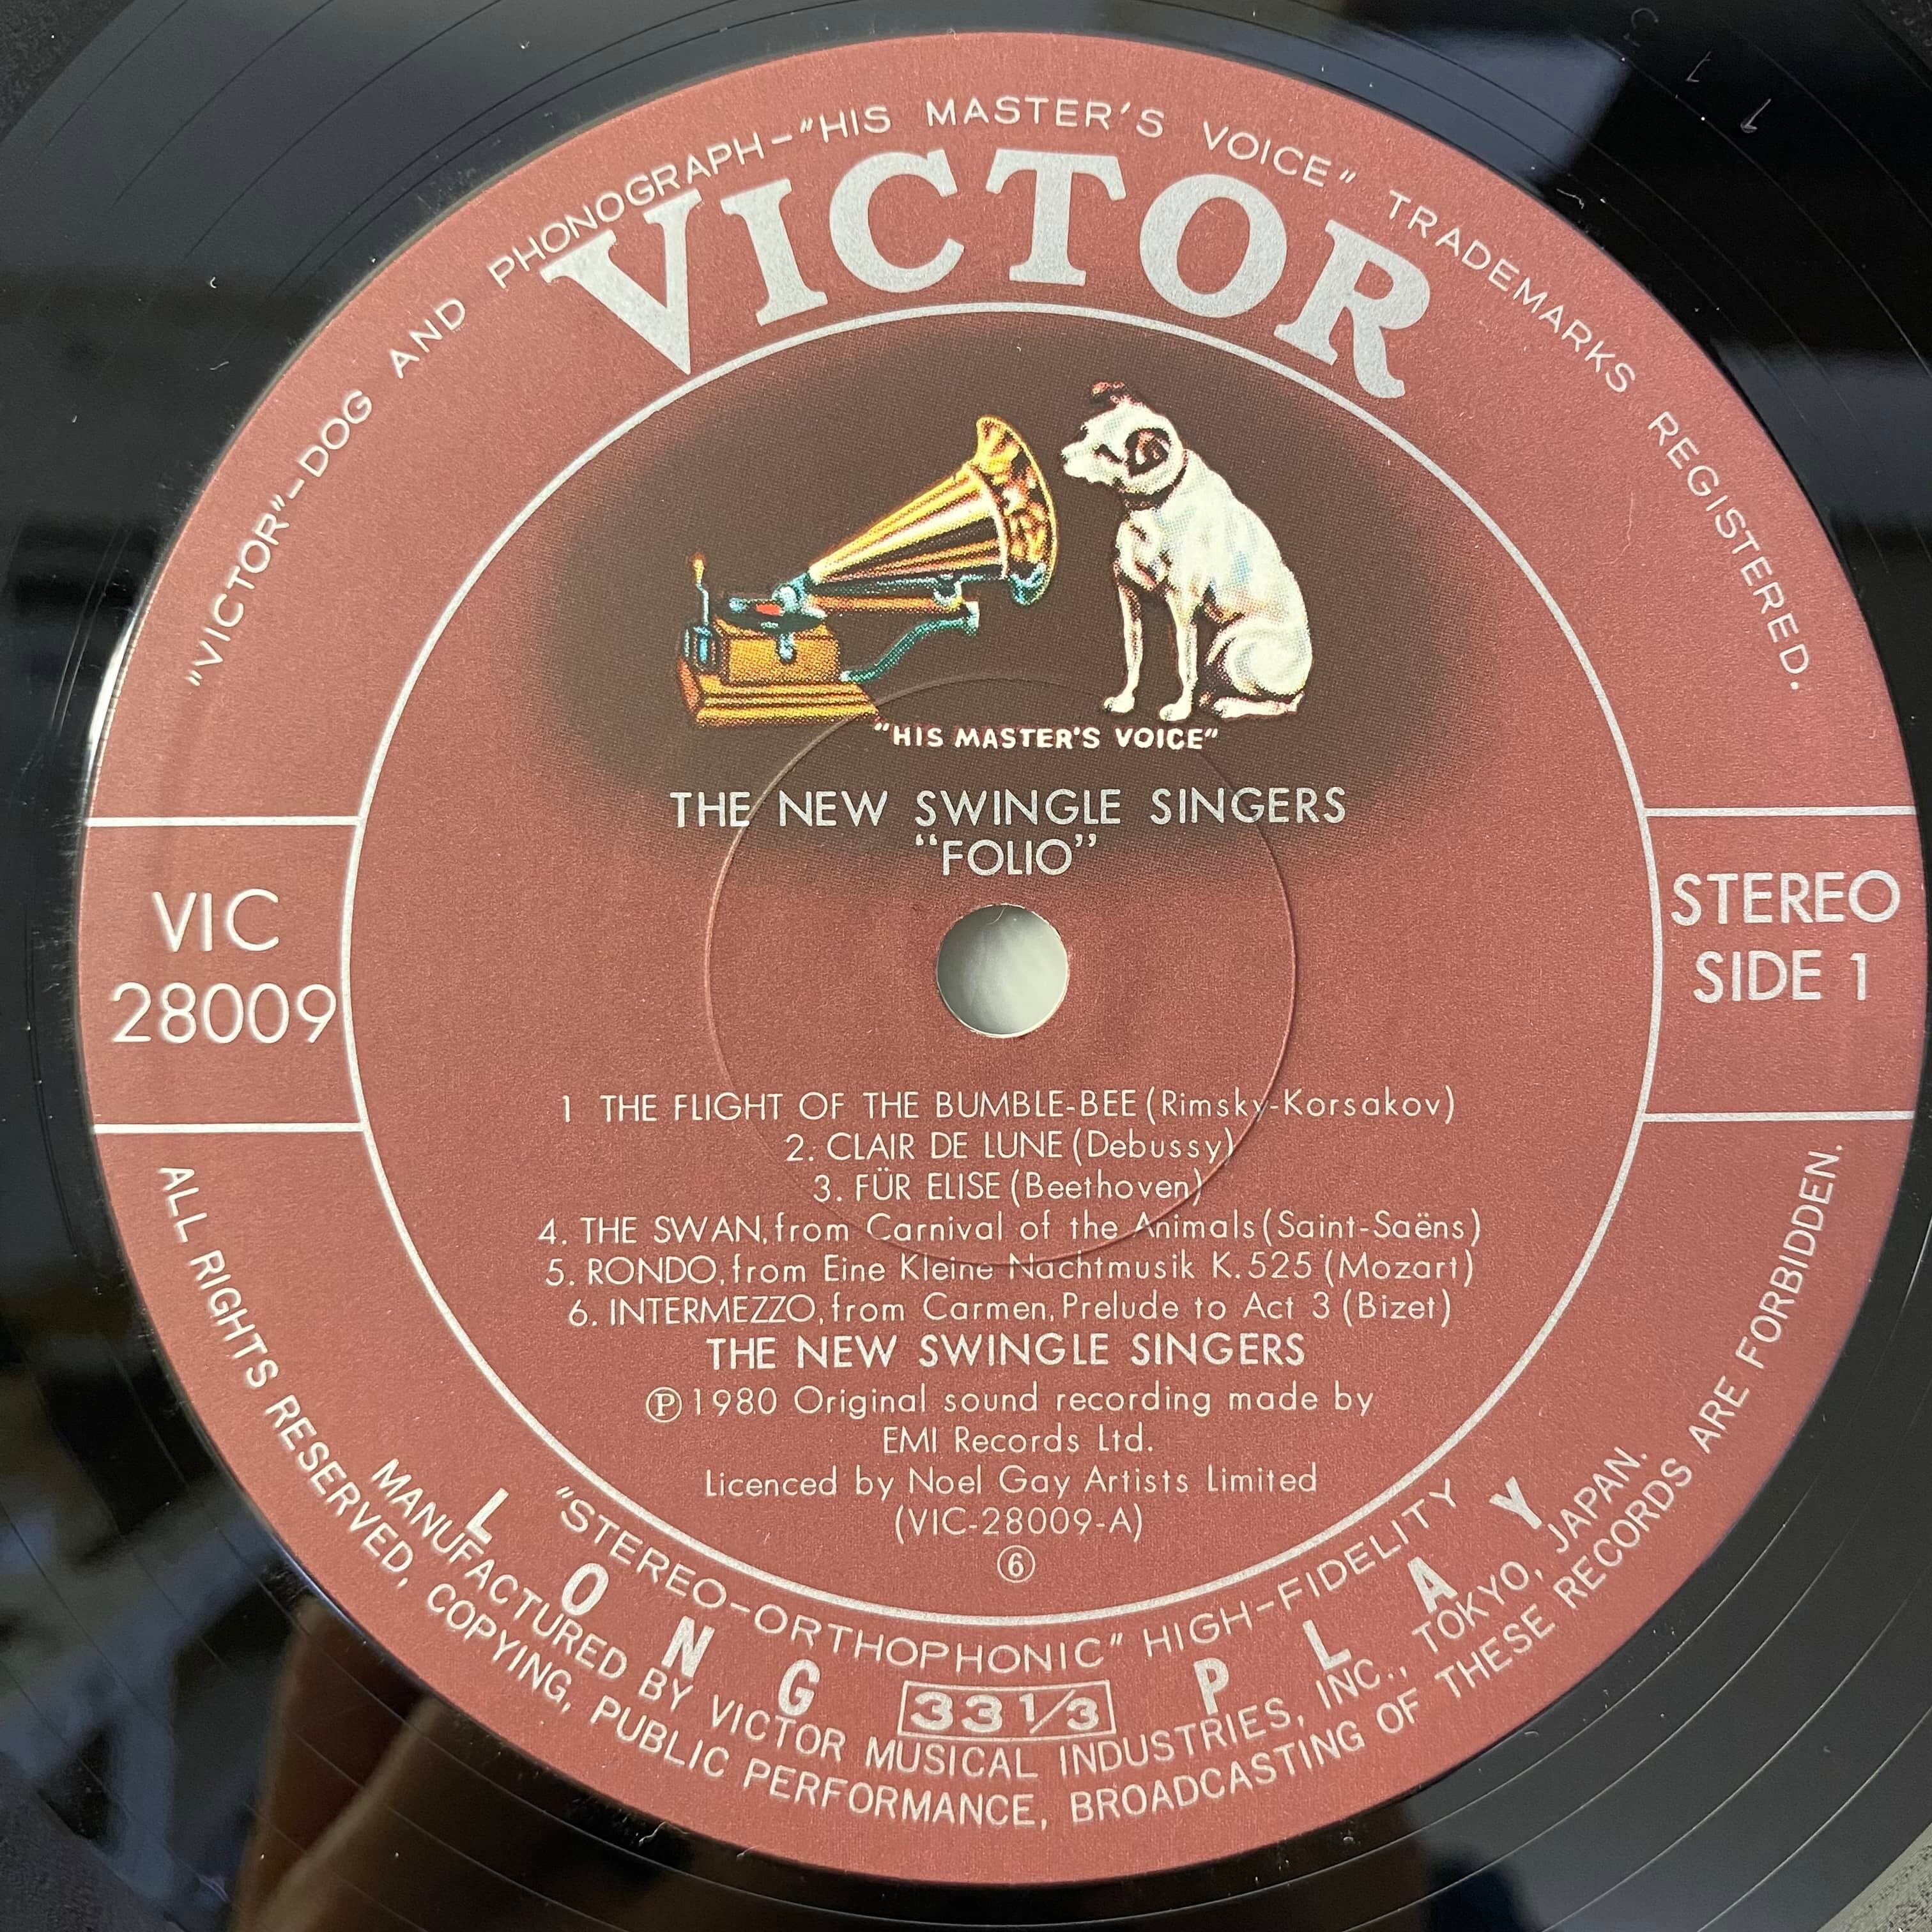 "VICTOR"-DOG AND PHONOGRAPH-"HIS MASTER'S VOICE" TRADEMARKS REGISTERED.
VICTOR
"HIS MASTER'S VOICE"
THE NEW SWINGLE SINGERS
"FOLIO"
VIC
28009
STEREO
SIDE 1
1 THE FLIGHT OF THE BUMBLE-BEE (Rimsky-Korsakov)
2. CLAIR DE LUNE (Debussy)
3. FÜR ELISE (Beethoven)
4. THE SWAN, from Carnival of the Animals (Saint-Saëns)
5. RONDO, from Eine Kleine Nachtmusik K.525 (Mozart)
6. INTERMEZZO, from Carmen, Prelude to Act 3 (Bizet)
THE NEW SWINGLE SINGERS
Ⓟ1980 Original sound recording made by
EMI Records Ltd.
Licenced by Noel Gay Artists Limited
(VIC-28009-A)
⑥
"STEREO-ORTHOPHONIC" HIGH-FIDELITY
LONG 33 1/3 PLAY
MANUFACTURED BY VICTOR MUSICAL INDUSTRIES, INC., TOKYO, JAPAN.
ALL RIGHTS RESERVED, COPYING, PUBLIC PERFORMANCE, BROADCASTING OF THESE RECORDS ARE FORBIDDEN.